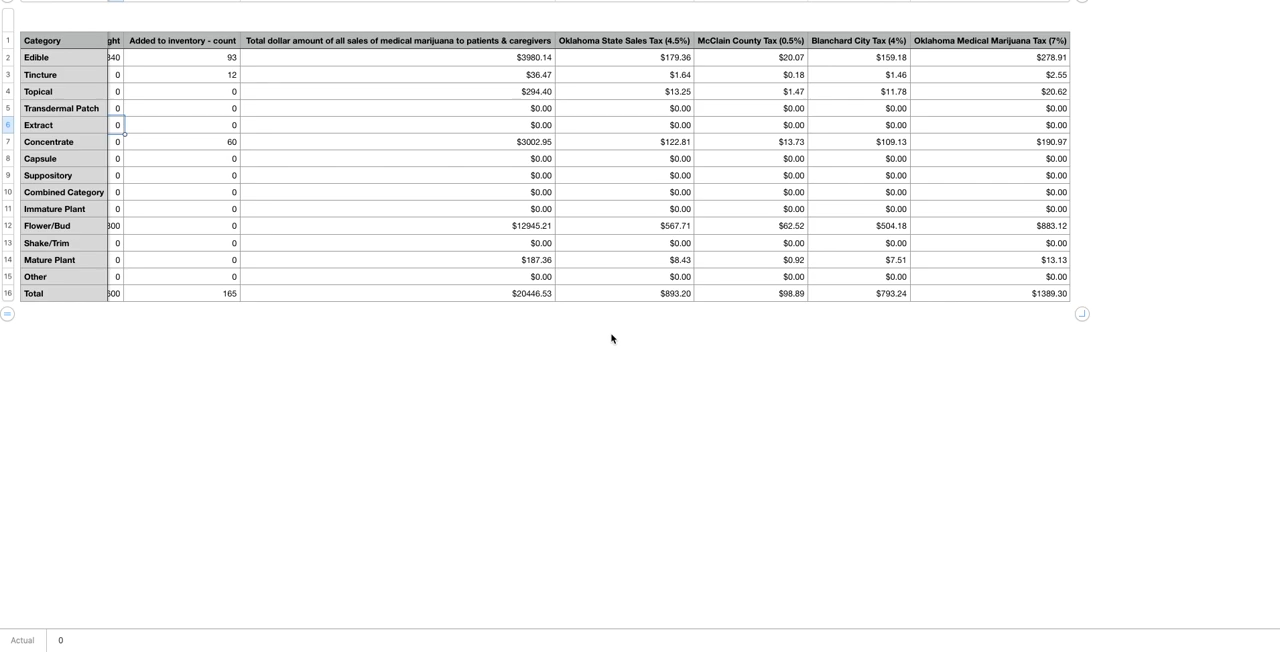 1 Category ght Added to inventory - count Total dollar amount of all sales of medical marijuana to patients & caregivers Oklahoma State Sales Tax (4.5%) McClain County Tax (0.5%) Blanchard City Tax (4%) Oklahoma Medical Marijuana Tax (7%)
2 Edible 340 93 $3980.14 $179.36 $20.07 $159.18 $278.91
3 Tincture 0 12 $36.47 $1.64 $0.18 $1.46 $2.55
4 Topical 0 0 $294.40 $13.25 $1.47 $11.78 $20.62
5 Transdermal Patch 0 0 $0.00 $0.00 $0.00 $0.00 $0.00
6 Extract 0 0 $0.00 $0.00 $0.00 $0.00 $0.00
7 Concentrate 0 60 $3002.95 $122.81 $13.73 $109.13 $190.97
8 Capsule 0 0 $0.00 $0.00 $0.00 $0.00 $0.00
9 Suppository 0 0 $0.00 $0.00 $0.00 $0.00 $0.00
10 Combined Category 0 0 $0.00 $0.00 $0.00 $0.00 $0.00
11 Immature Plant 0 0 $0.00 $0.00 $0.00 $0.00 $0.00
12 Flower/Bud 300 0 $12945.21 $567.71 $62.52 $504.18 $883.12
13 Shake/Trim 0 0 $0.00 $0.00 $0.00 $0.00 $0.00
14 Mature Plant 0 0 $187.36 $8.43 $0.92 $7.51 $13.13
15 Other 0 0 $0.00 $0.00 $0.00 $0.00 $0.00
16 Total 165 $20446.53 $893.20 $98.89 $793.24 $1389.30
Actual 0